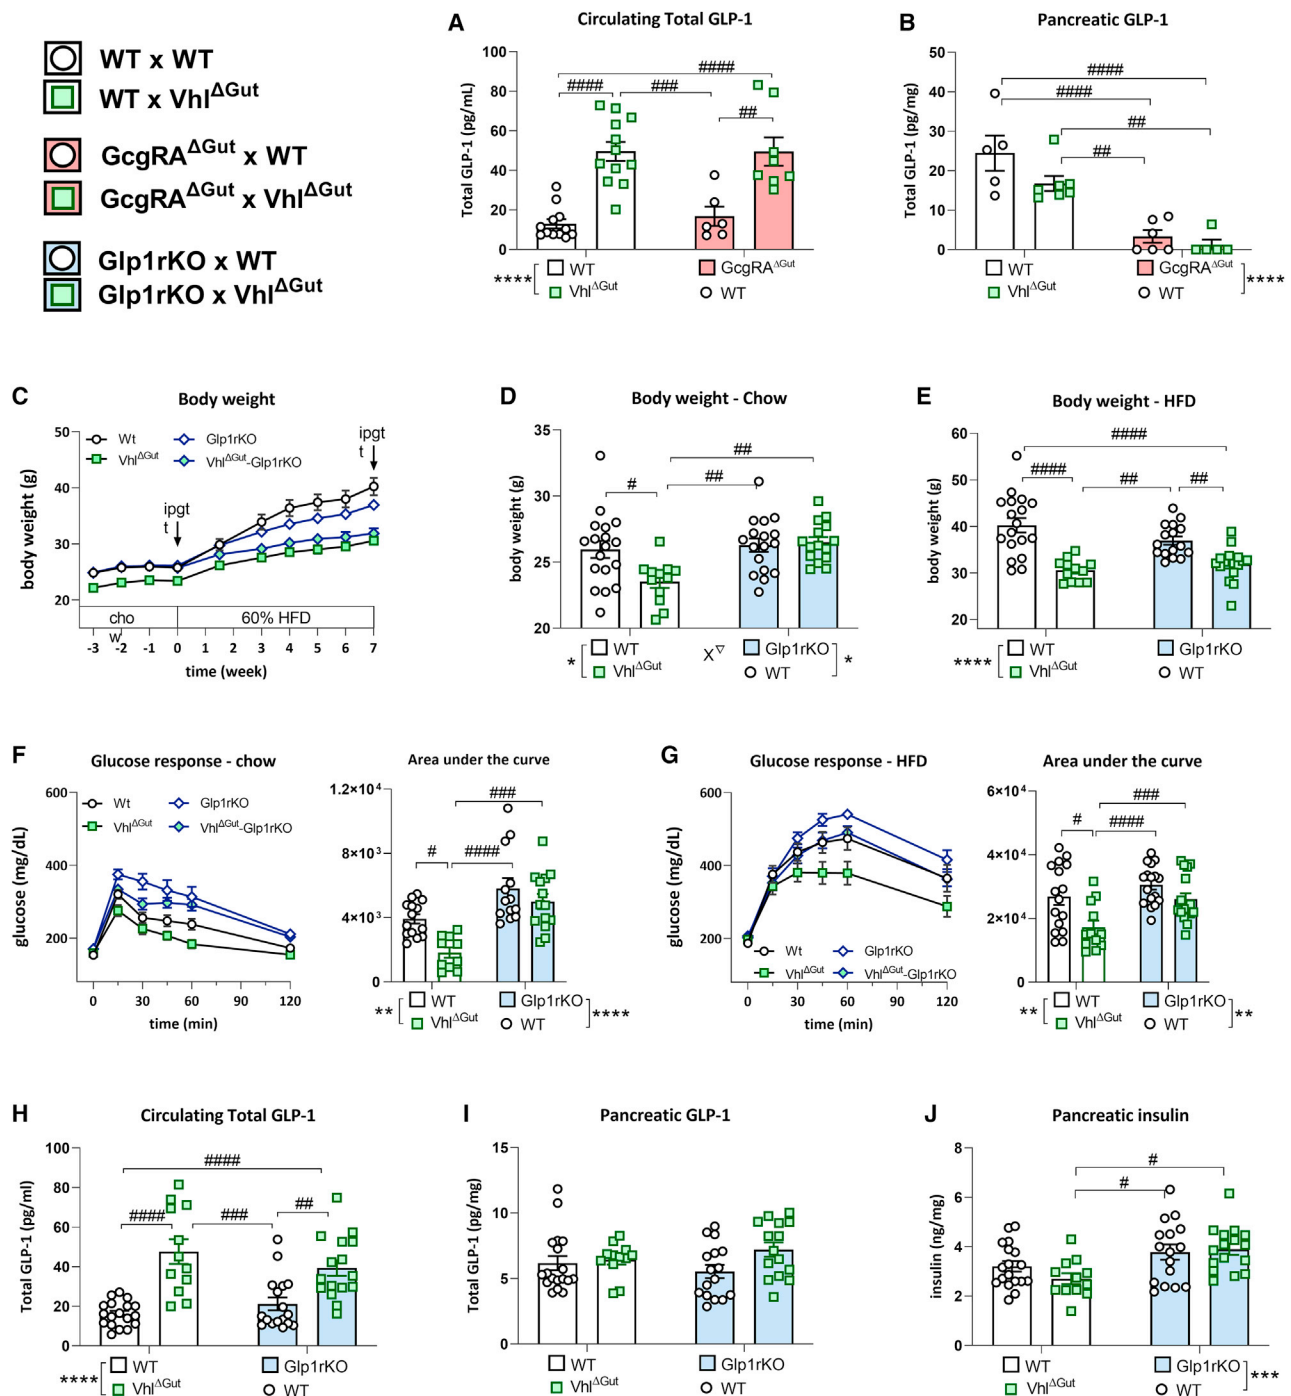 WT x WT
WT x Vhl^ΔGut
GcgRA^ΔGut x WT
GcgRA^ΔGut x Vhl^ΔGut
Glp1rKO x WT
Glp1rKO x Vhl^ΔGut
A
Circulating Total GLP-1
Total GLP-1 (pg/mL)
100
80
60
40
20
0
####
####
###
##
****
WT
Vhl^ΔGut
GcgRA^ΔGut
WT
B
Pancreatic GLP-1
Total GLP-1 (pg/mg)
50
40
30
20
10
0
####
####
##
##
WT
Vhl^ΔGut
GcgRA^ΔGut
WT
****
C
Body weight
body weight (g)
50
40
30
20
Wt
Vhl^ΔGut
Glp1rKO
Vhl^ΔGut-Glp1rKO
ipgt
t
ipgt
t
cho
w
60% HFD
-3 -2 -1 0 1 2 3 4 5 6 7
time (week)
D
Body weight - Chow
body weight (g)
35
30
25
20
##
##
#
*
WT
Vhl^ΔGut
X▽
Glp1rKO
WT
*
E
Body weight - HFD
body weight (g)
60
50
40
30
20
####
####
##
##
****
WT
Vhl^ΔGut
Glp1rKO
WT
F
Glucose response - chow
glucose (mg/dL)
600
400
200
Wt
Vhl^ΔGut
Glp1rKO
Vhl^ΔGut-Glp1rKO
0 30 60 90 120
time (min)
Area under the curve
1.2×10⁴
8×10³
4×10³
0
###
#
####
**
WT
Vhl^ΔGut
Glp1rKO
WT
****
G
Glucose response - HFD
glucose (mg/dL)
600
400
200
Wt
Vhl^ΔGut
Glp1rKO
Vhl^ΔGut-Glp1rKO
0 30 60 90 120
time (min)
Area under the curve
6×10⁴
4×10⁴
2×10⁴
0
###
#
####
**
WT
Vhl^ΔGut
Glp1rKO
WT
**
H
Circulating Total GLP-1
Total GLP-1 (pg/ml)
100
80
60
40
20
0
####
####
###
##
****
WT
Vhl^ΔGut
Glp1rKO
WT
I
Pancreatic GLP-1
Total GLP-1 (pg/mg)
15
10
5
0
WT
Vhl^ΔGut
Glp1rKO
WT
J
Pancreatic insulin
insulin (ng/mg)
8
6
4
2
0
#
#
WT
Vhl^ΔGut
Glp1rKO
WT
***